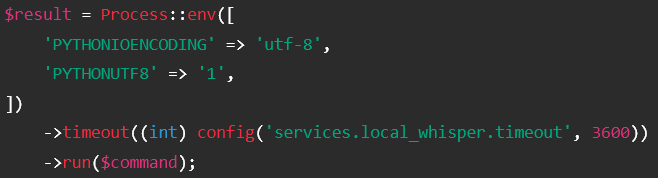 $result = Process::env([
    'PYTHONIOENCODING' => 'utf-8',
    'PYTHONUTF8' => '1',
])
    ->timeout((int) config('services.local_whisper.timeout', 3600))
    ->run($command);